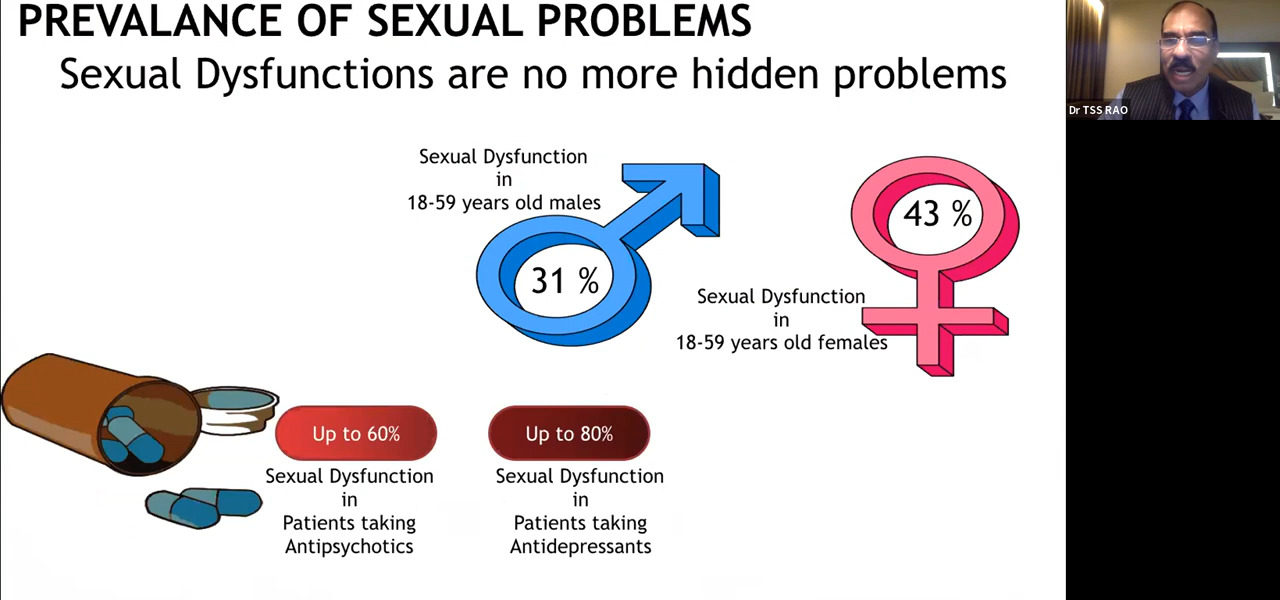 PREVALANCE OF SEXUAL PROBLEMS
Sexual Dysfunctions are no more hidden problems
Dr TSS RAO
Sexual Dysfunction
in
18-59 years old males
31 %
43 %
Sexual Dysfunction
in
18-59 years old females
Up to 60%
Sexual Dysfunction
in
Patients taking
Antipsychotics
Up to 80%
Sexual Dysfunction
in
Patients taking
Antidepressants